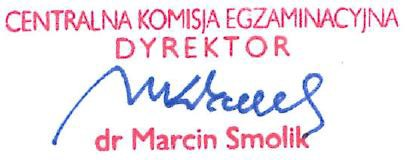 CENTRALNA KOMISJA EGZAMINACYJNA
DYREKTOR
dr Marcin Smolik